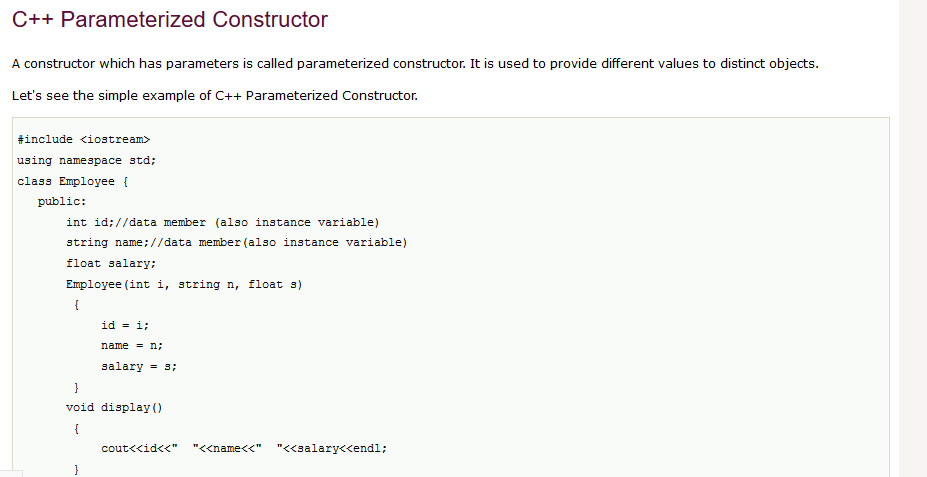 C++ Parameterized Constructor
A constructor which has parameters is called parameterized constructor. It is used to provide different values to distinct objects.
Let's see the simple example of C++ Parameterized Constructor.
#include <iostream>
using namespace std;
class Employee {
   public:
       int id;//data member (also instance variable)
       string name;//data member(also instance variable)
       float salary;
       Employee(int i, string n, float s)
        {
            id = i;
            name = n;
            salary = s;
        }
       void display()
        {
            cout<<id<<"  "<<name<<"  "<<salary<<endl;
        }